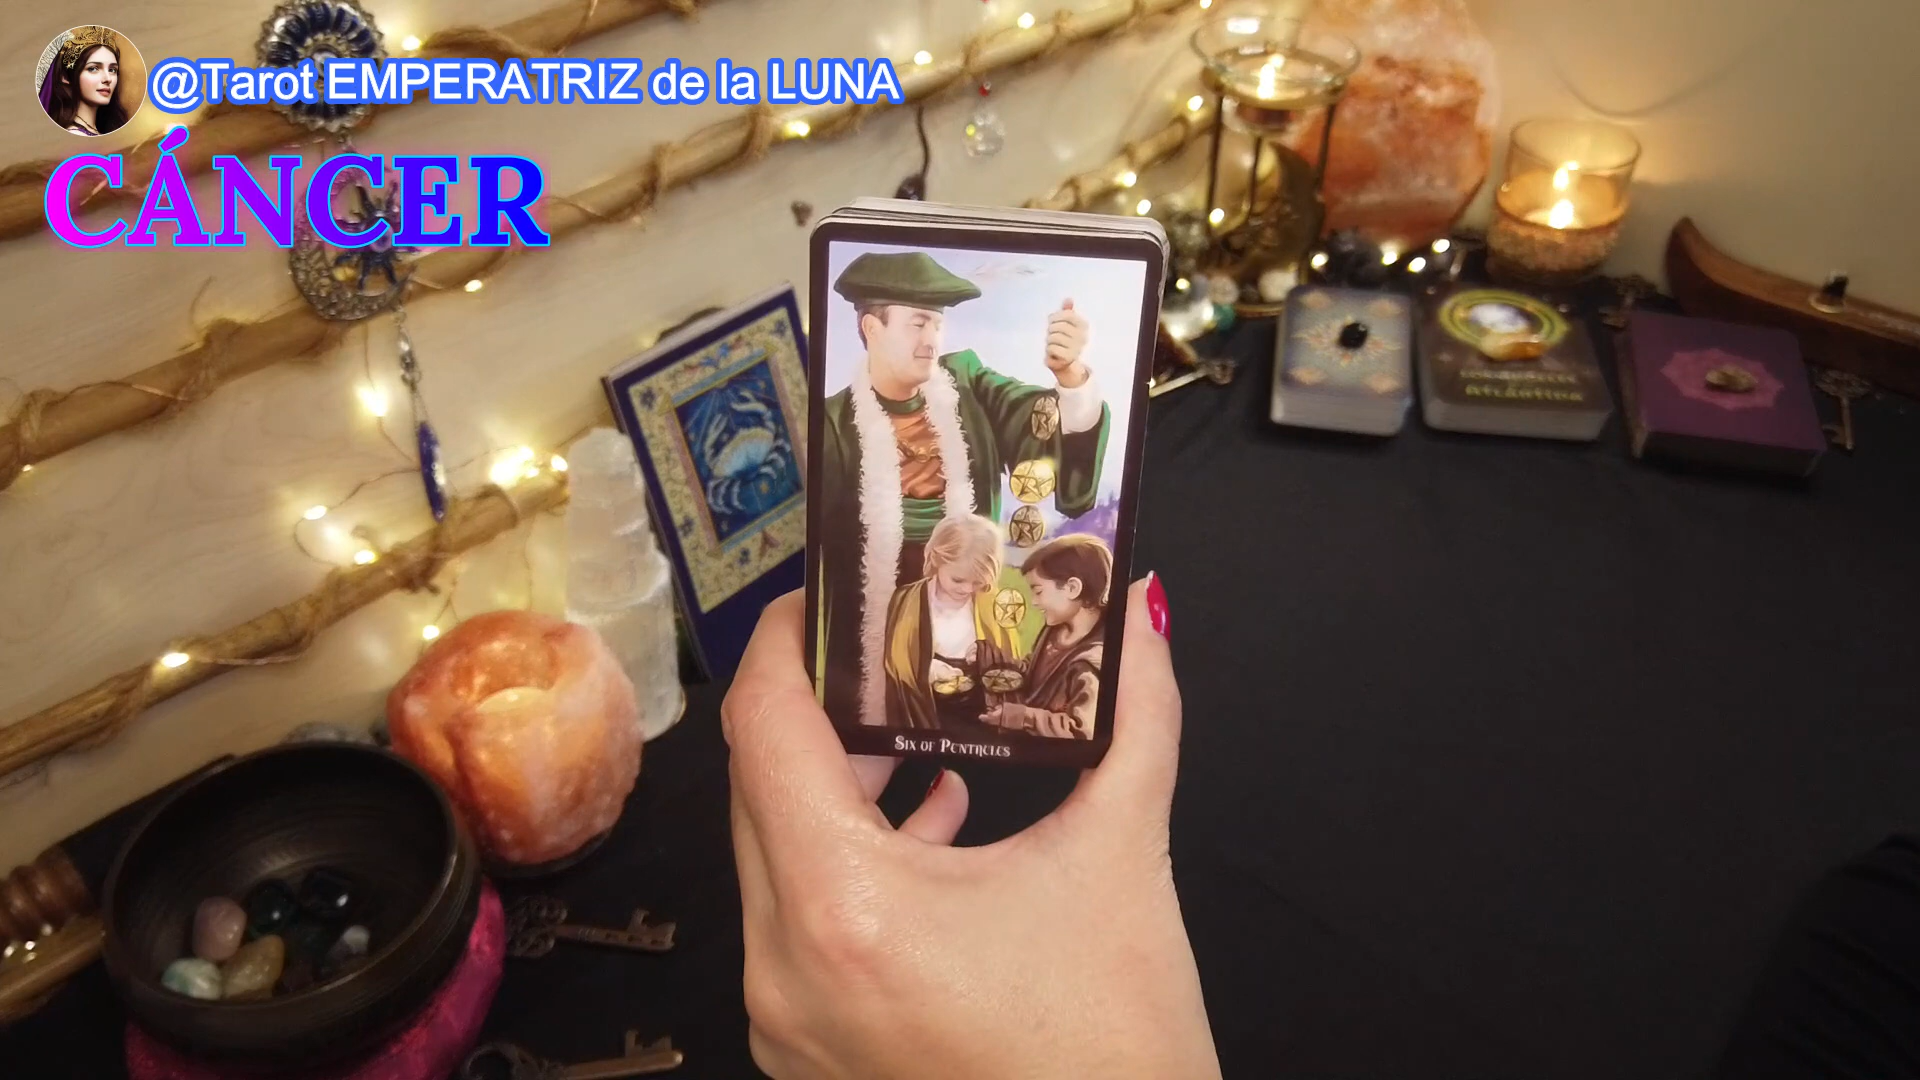 @Tarot EMPERATRIZ de la LUNA
CÁNCER
Six of Pentacles